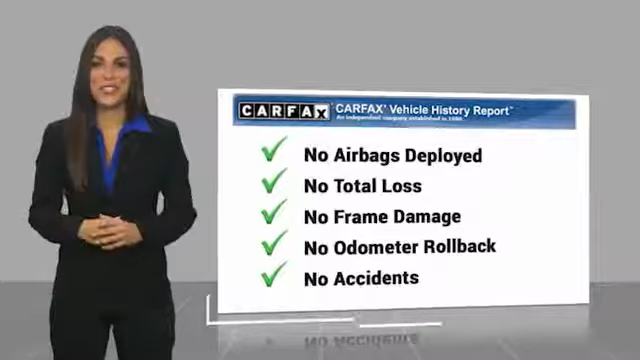 CARFAX CARFAX® Vehicle History Report™
An independent company established in 1986.
No Airbags Deployed
No Total Loss
No Frame Damage
No Odometer Rollback
No Accidents